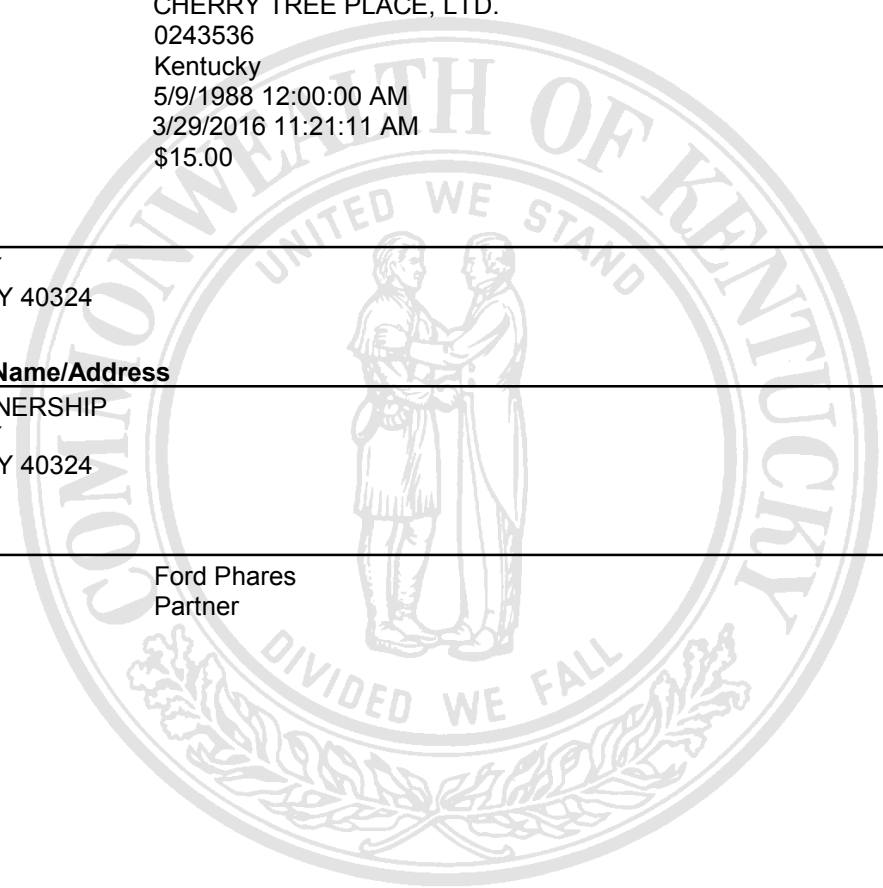 CHERRY TREE PLACE, LTD.
0243536
Kentucky
5/9/1988 12:00:00 AM
3/29/2016 11:21:11 AM
$15.00
Y 40324
Name/Address
NERSHIP
Y 40324
Ford Phares
Partner
COMMONWEALTH OF KENTUCKY
UNITED WE STAND
DIVIDED WE FALL